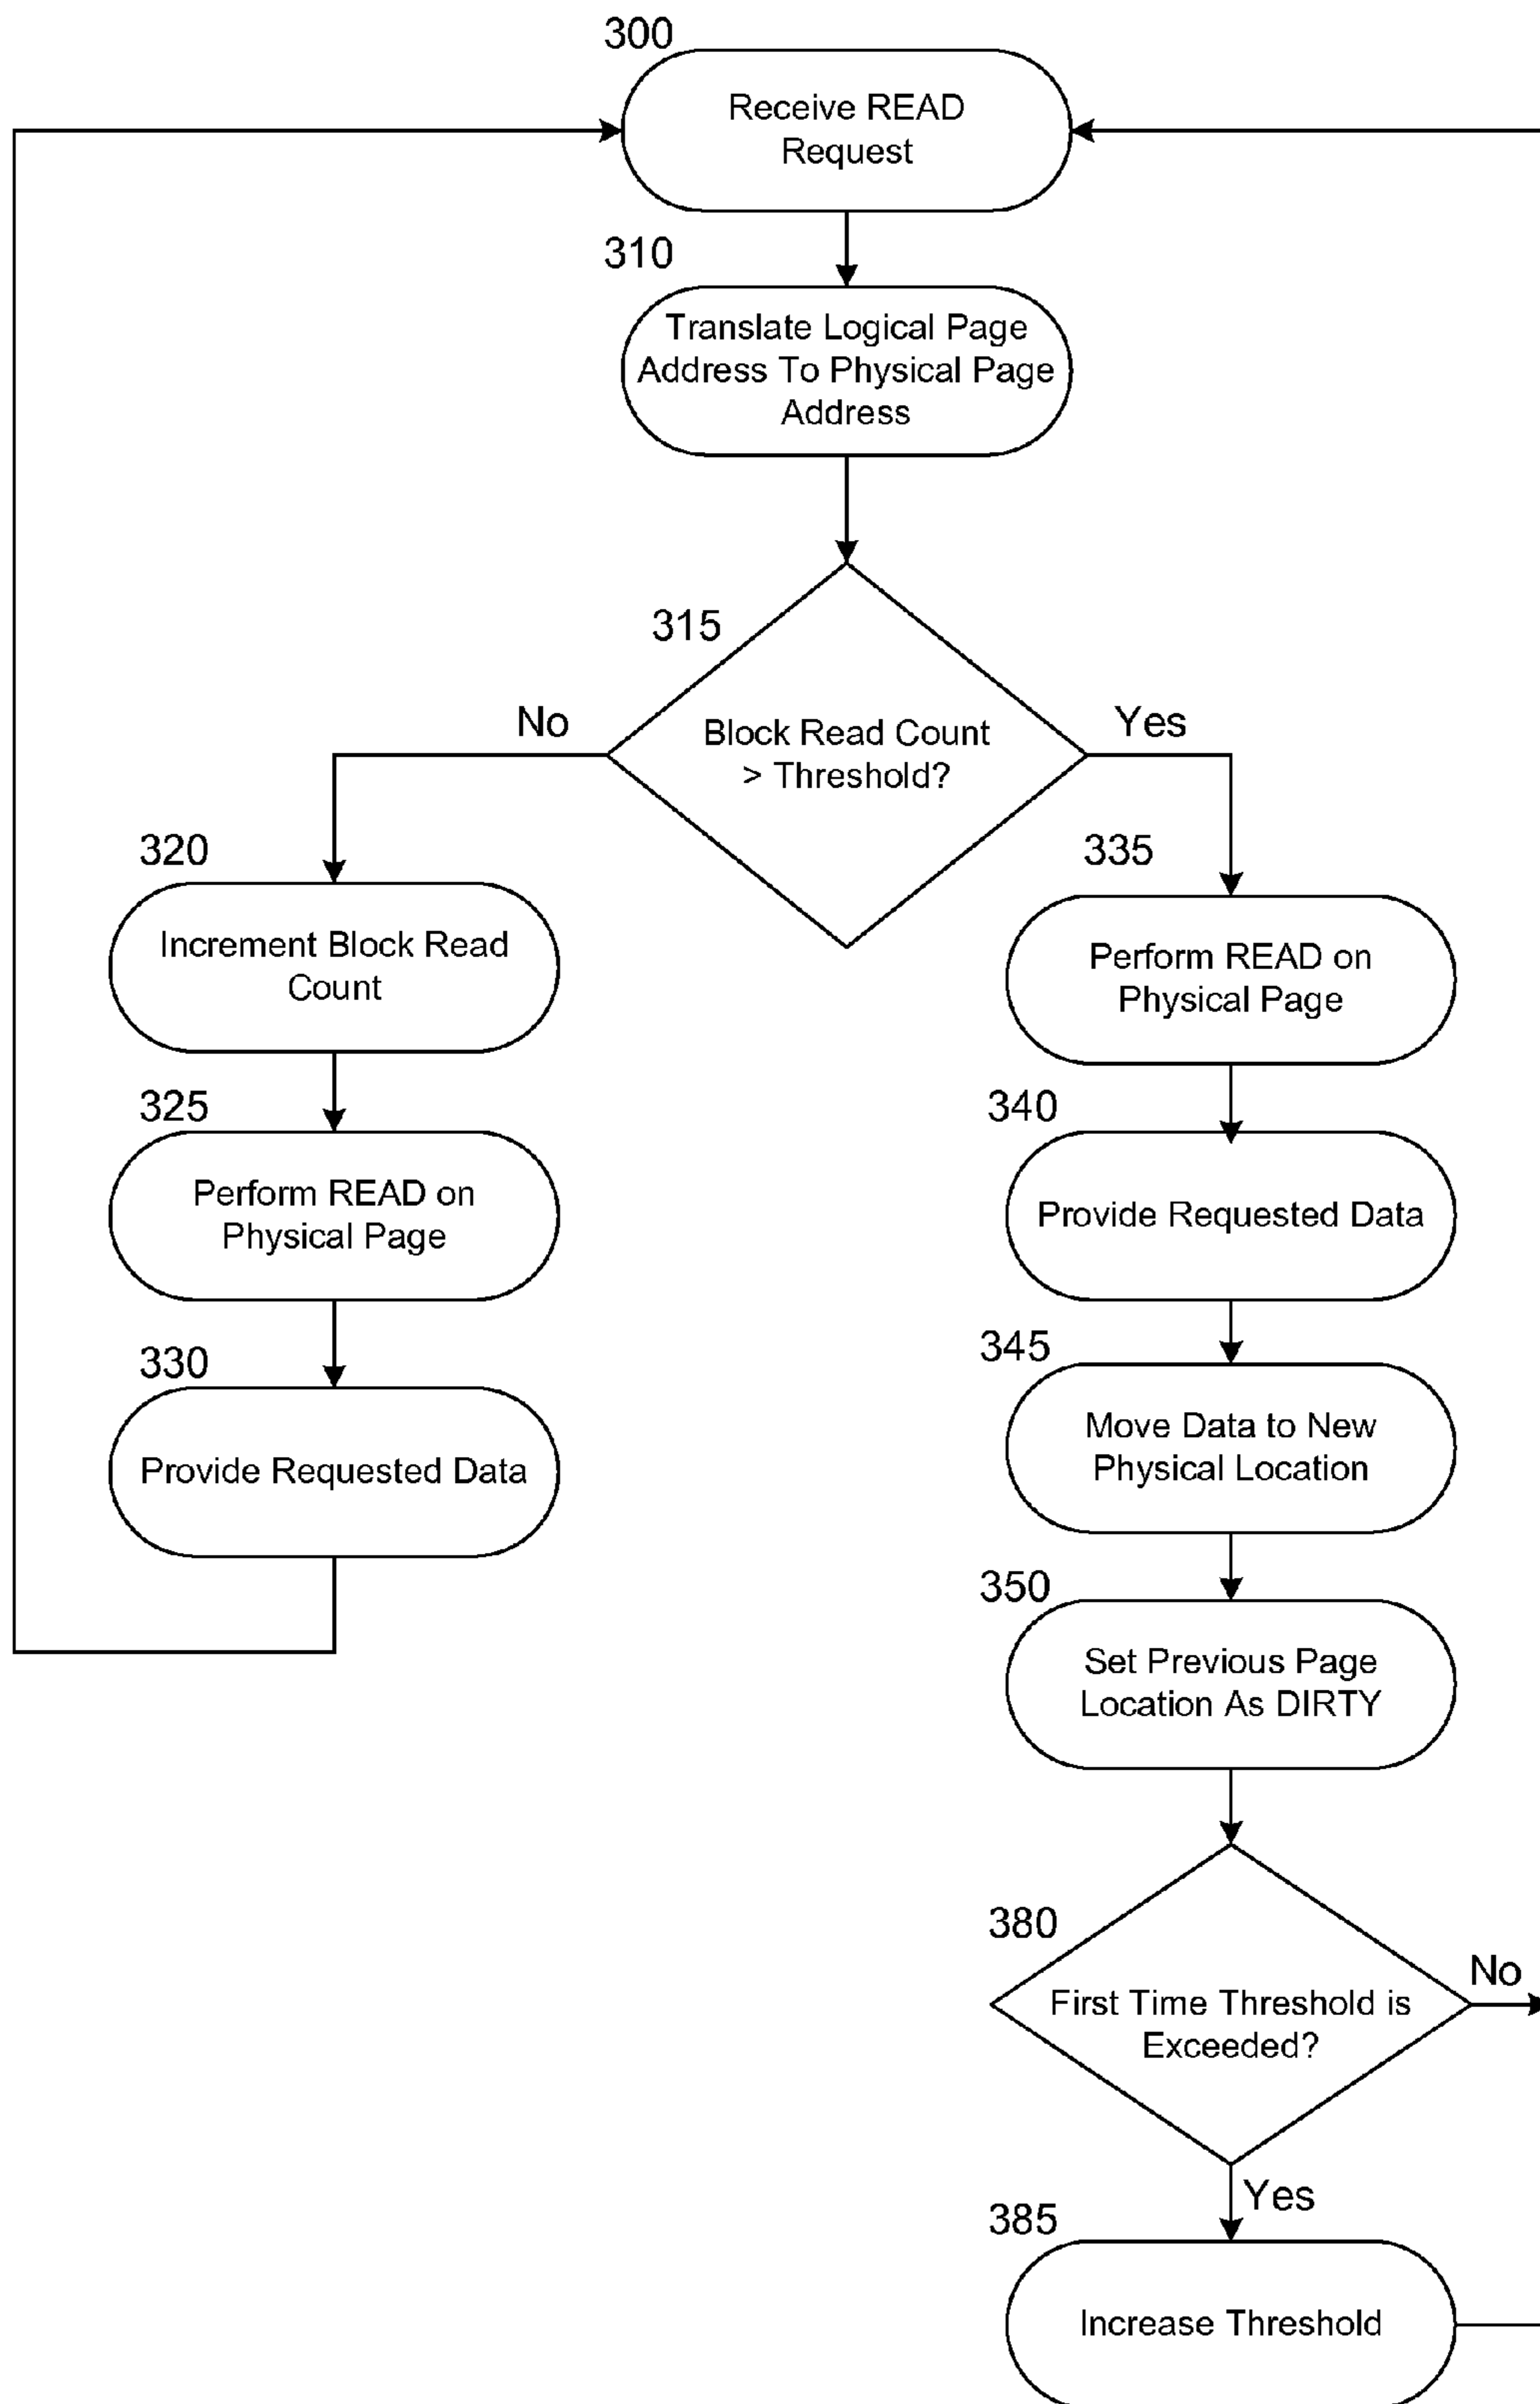 300
Receive READ
Request
310
Translate Logical Page
Address To Physical Page
Address
315
Block Read Count
> Threshold?
No
Yes
320
Increment Block Read
Count
325
Perform READ on
Physical Page
330
Provide Requested Data
335
Perform READ on
Physical Page
340
Provide Requested Data
345
Move Data to New
Physical Location
350
Set Previous Page
Location As DIRTY
380
First Time Threshold is
Exceeded?
No
Yes
385
Increase Threshold